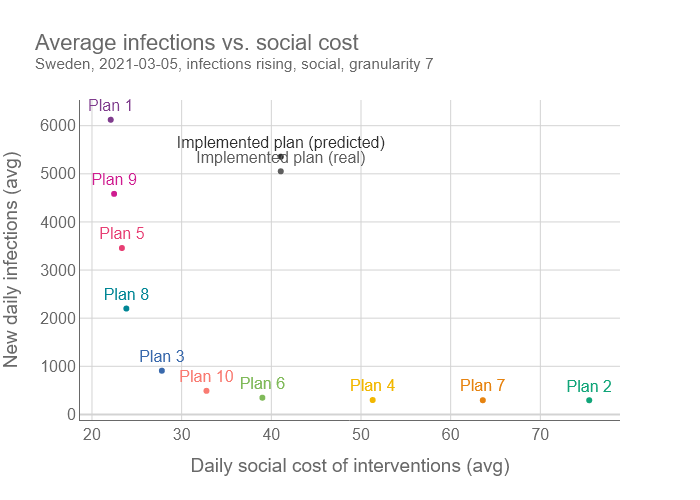 Average infections vs. social cost
Sweden, 2021-03-05, infections rising, social, granularity 7
New daily infections (avg)
6000
5000
4000
3000
2000
1000
0
Plan 1
Implemented plan (predicted)
Implemented plan (real)
Plan 9
Plan 5
Plan 8
Plan 3
Plan 10
Plan 6
Plan 4
Plan 7
Plan 2
20
30
40
50
60
70
Daily social cost of interventions (avg)